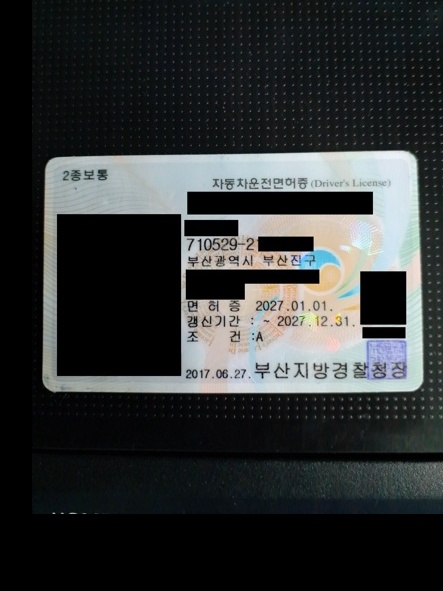 2종보통
자동차운전면허증 (Driver's License)
710529-2
부산광역시 부산진구
면 허 증 2027.01.01.
갱신기간 : ~ 2027.12.31.
조 건 :A
2017.06.27. 부산지방경찰청장